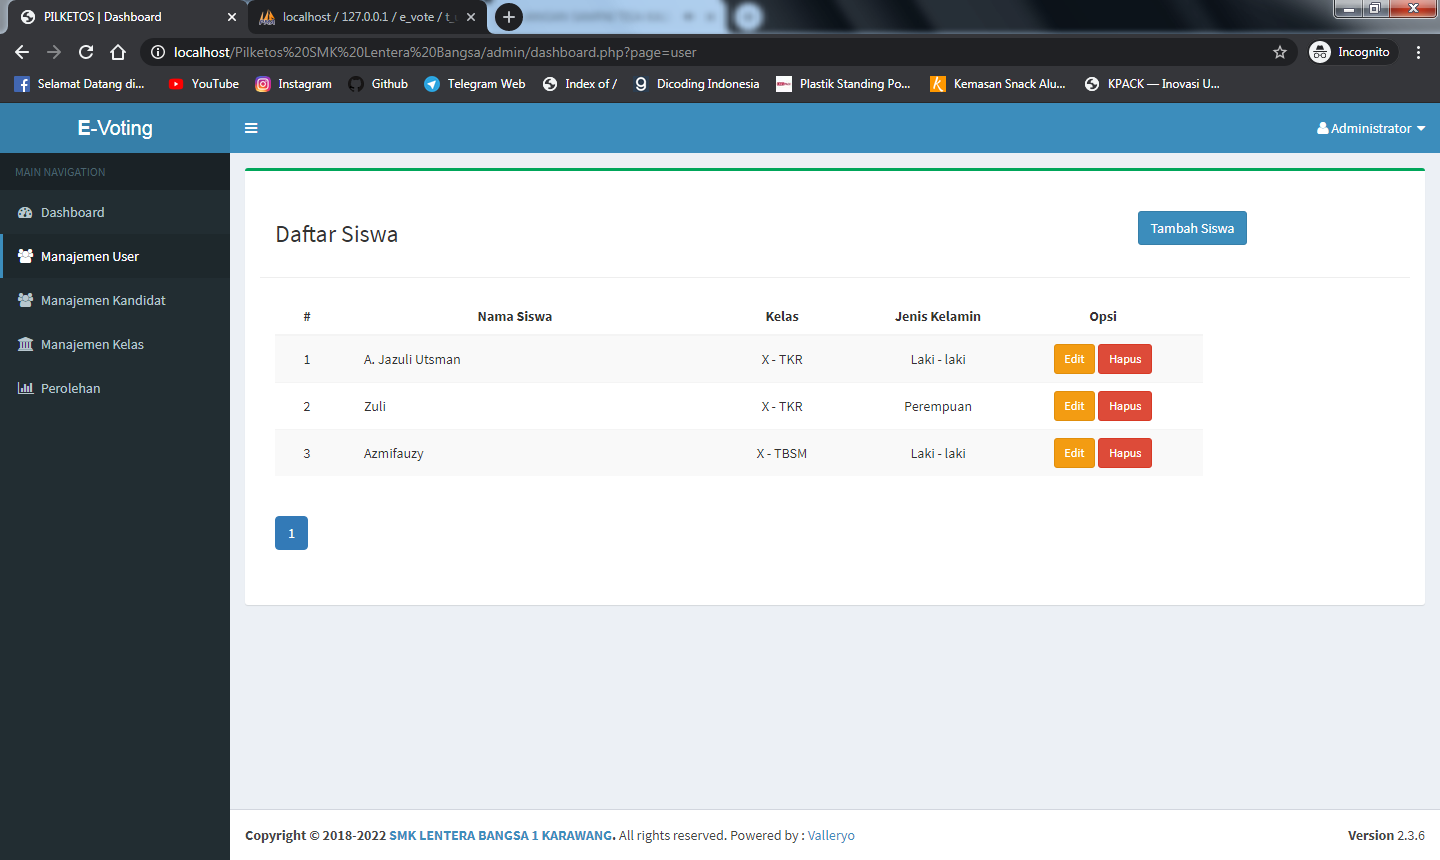 PILKETOS | Dashboard
localhost / 127.0.0.1 / e_vote / t_u
localhost/Pilketos%20SMK%20Lentera%20Bangsa/admin/dashboard.php?page=user
Incognito
Selamat Datang di... YouTube Instagram Github Telegram Web Index of / Dicoding Indonesia Plastik Standing Po... Kemasan Snack Alu... KPACK — Inovasi U...
E-Voting
Administrator
MAIN NAVIGATION
Dashboard
Manajemen User
Manajemen Kandidat
Manajemen Kelas
Perolehan
Daftar Siswa
Tambah Siswa
# Nama Siswa Kelas Jenis Kelamin Opsi
1 A. Jazuli Utsman X - TKR Laki - laki Edit Hapus
2 Zuli X - TKR Perempuan Edit Hapus
3 Azmifauzy X - TBSM Laki - laki Edit Hapus
1
Copyright © 2018-2022 SMK LENTERA BANGSA 1 KARAWANG. All rights reserved. Powered by : Valleryo
Version 2.3.6